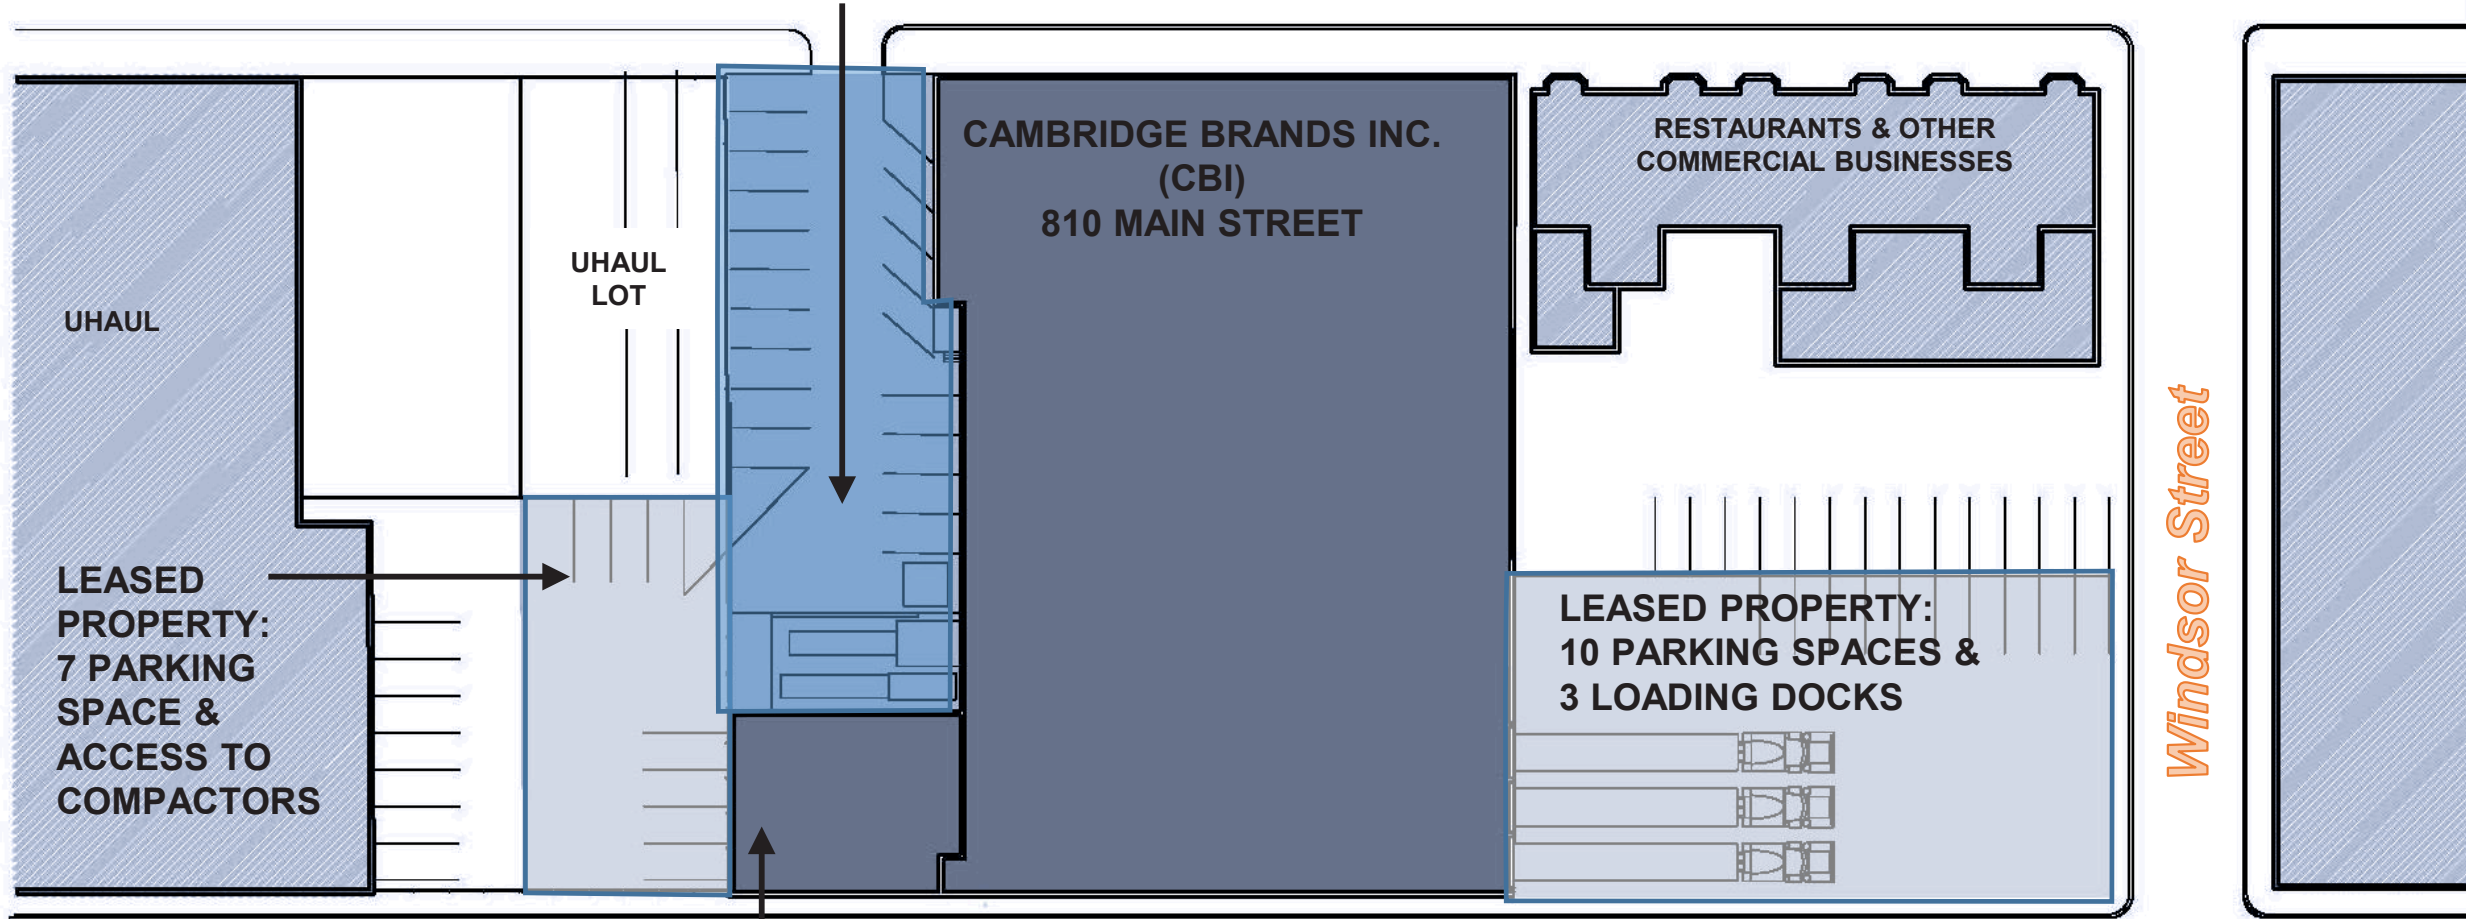 CAMBRIDGE BRANDS INC.
(CBI)
810 MAIN STREET
RESTAURANTS & OTHER
COMMERCIAL BUSINESSES
UHAUL
LOT
UHAUL
LEASED
PROPERTY:
7 PARKING
SPACE &
ACCESS TO
COMPACTORS
LEASED PROPERTY:
10 PARKING SPACES &
3 LOADING DOCKS
Windsor Street